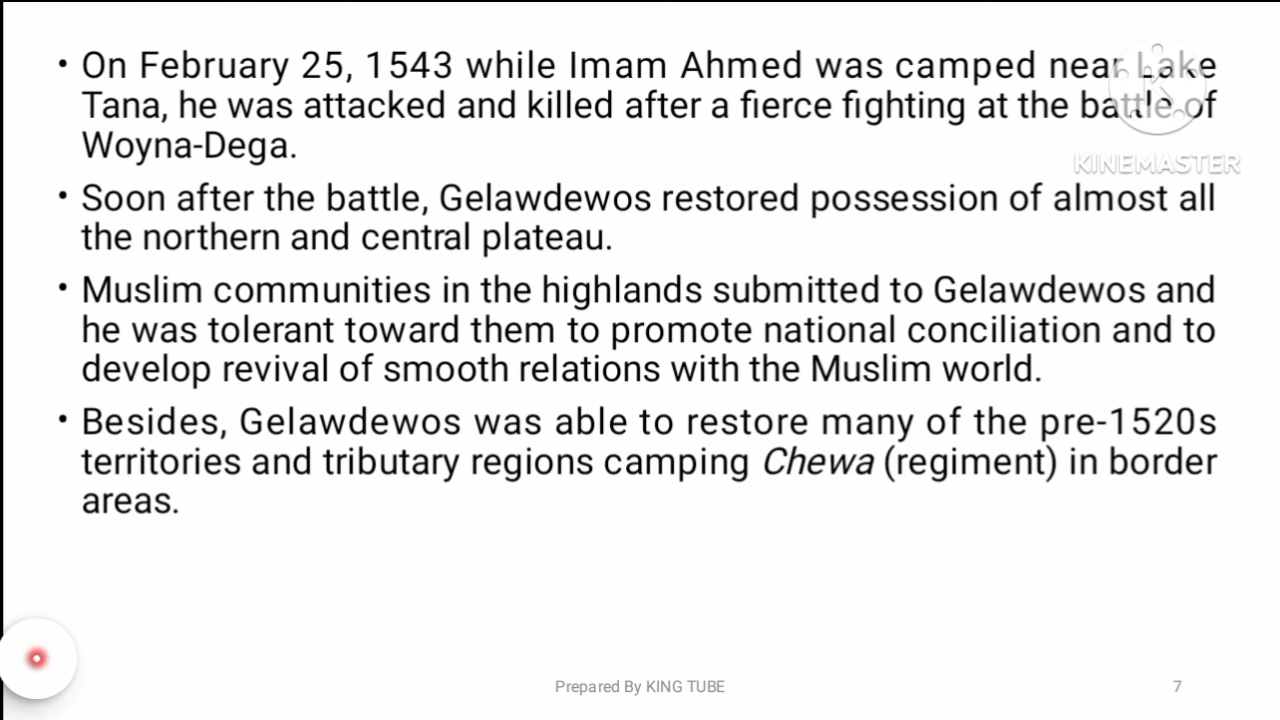 • On February 25, 1543 while Imam Ahmed was camped near Lake
Tana, he was attacked and killed after a fierce fighting at the battle of
Woyna-Dega.
• Soon after the battle, Gelawdewos restored possession of almost all
the northern and central plateau.
• Muslim communities in the highlands submitted to Gelawdewos and
he was tolerant toward them to promote national conciliation and to
develop revival of smooth relations with the Muslim world.
• Besides, Gelawdewos was able to restore many of the pre-1520s
territories and tributary regions camping Chewa (regiment) in border
areas.
KINEMASTER
Prepared By KING TUBE
7